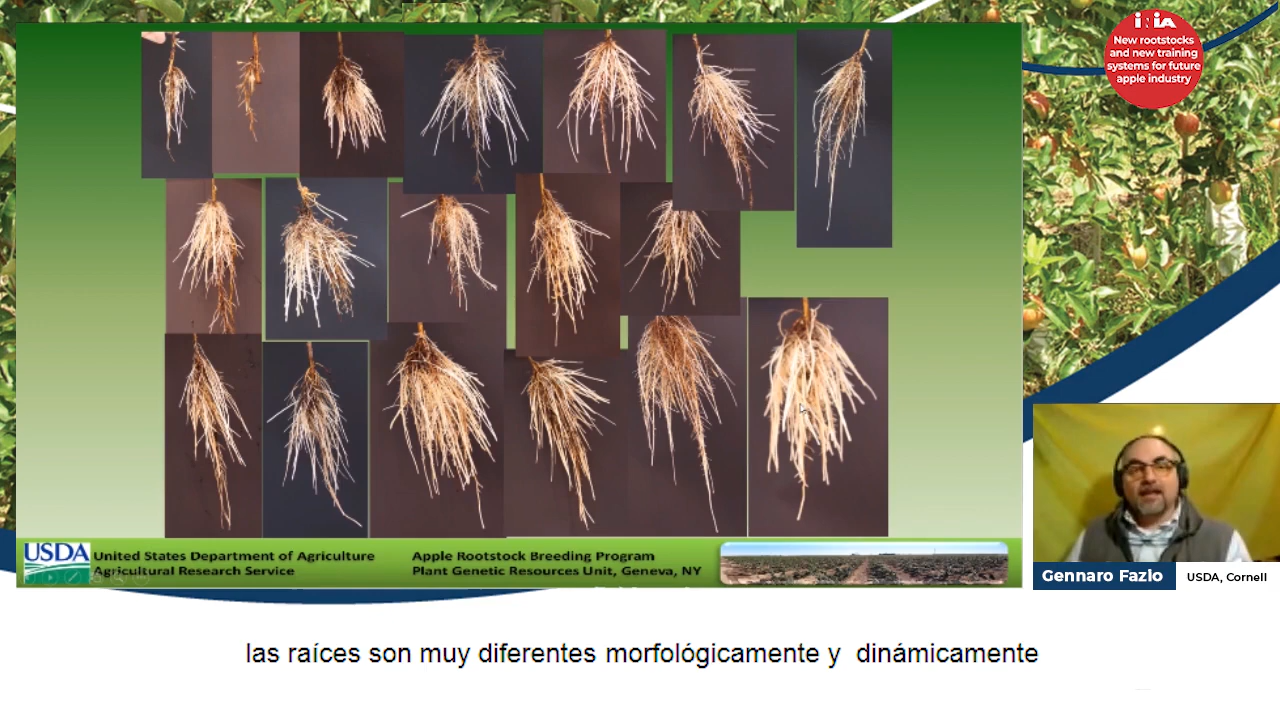 iNiA
New rootstocks
and new training
systems for future
apple industry
USDA
United States Department of Agriculture
Agricultural Research Service
Apple Rootstock Breeding Program
Plant Genetic Resources Unit, Geneva, NY
Gennaro Fazio
USDA, Cornell
las raíces son muy diferentes morfológicamente y dinámicamente